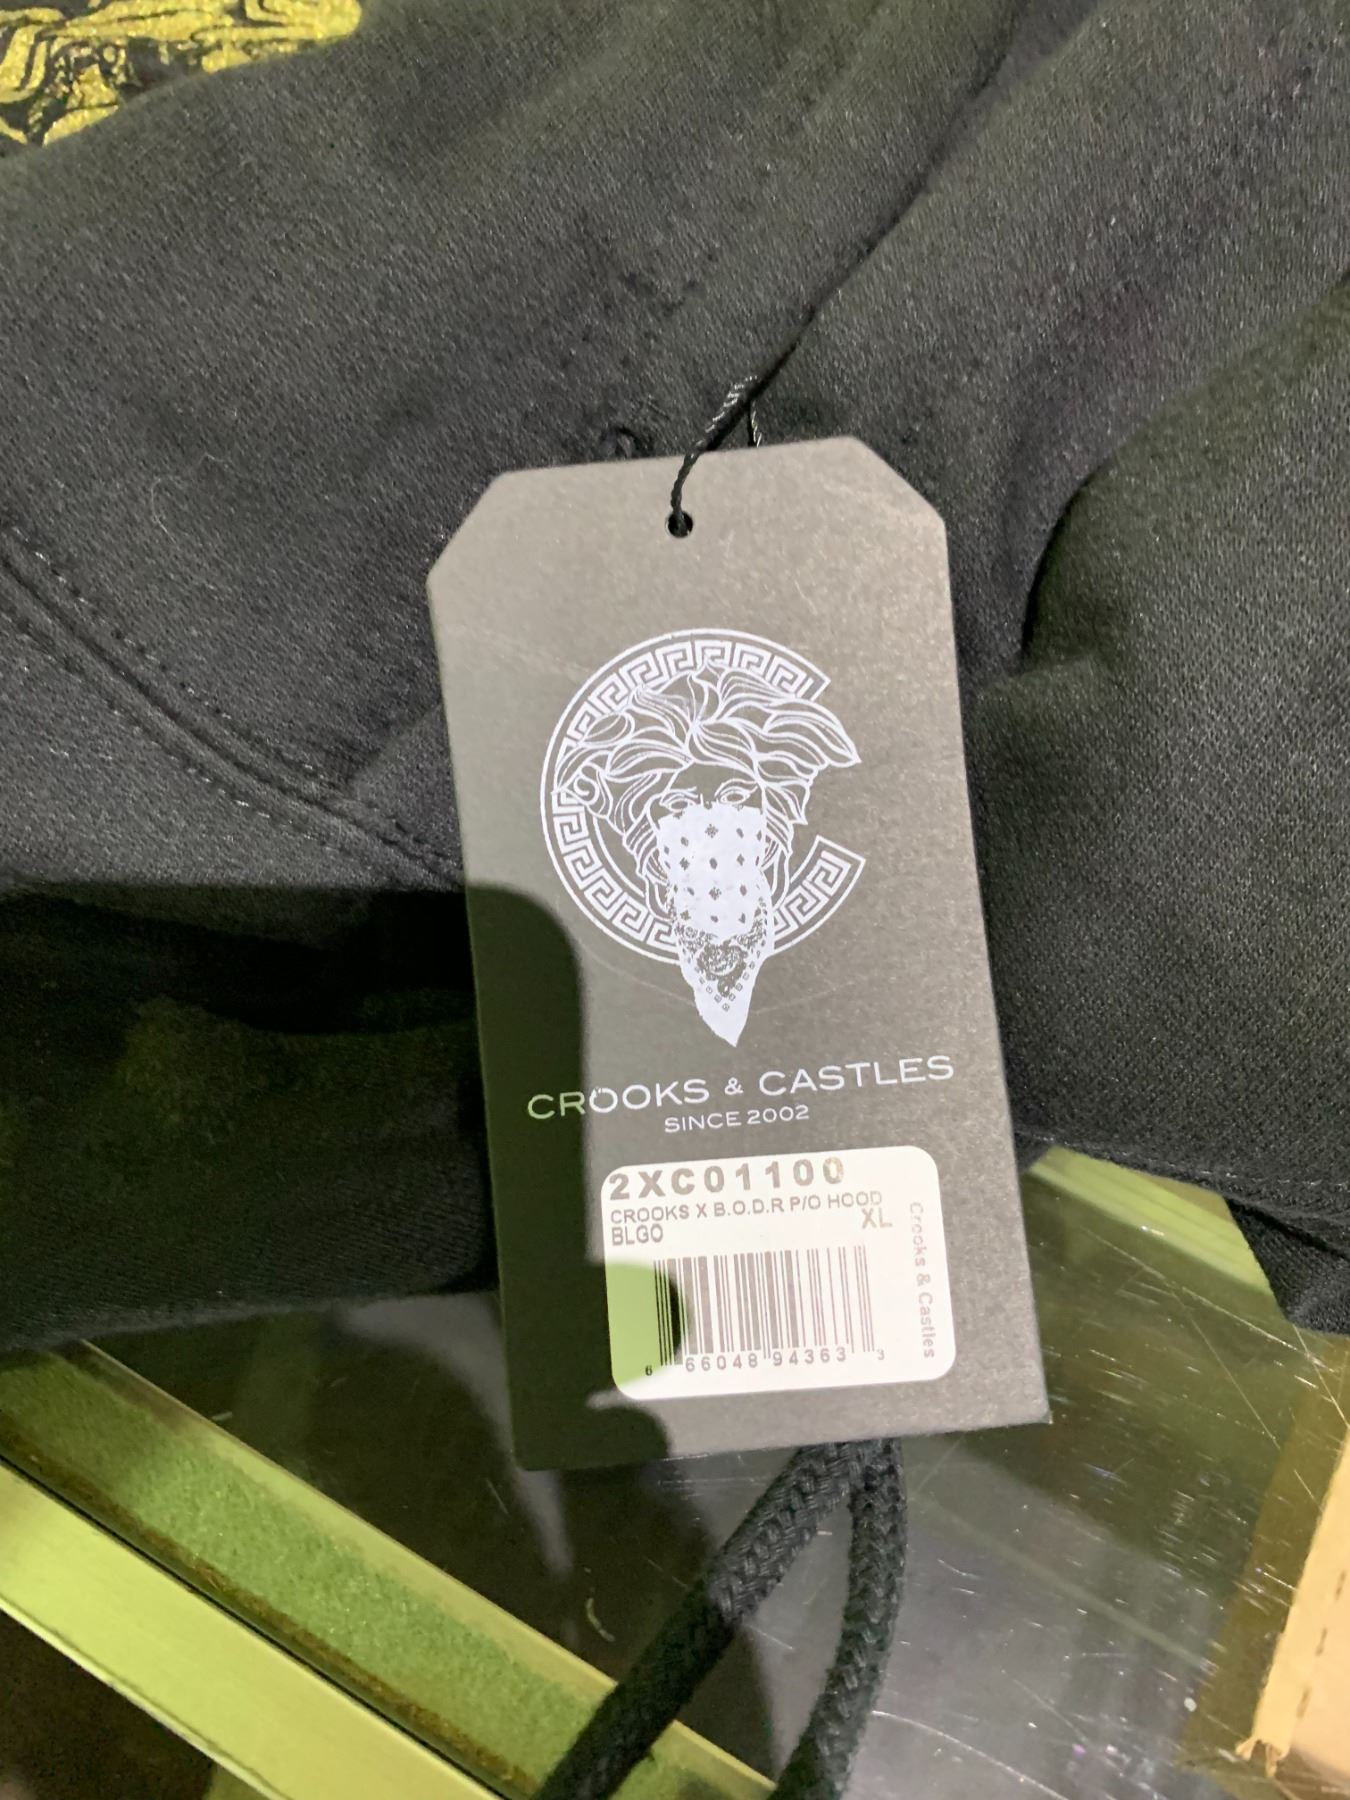 CROOKS & CASTLES
SINCE 2002
2XC01100
CROOKS X B.O.D.R P/O HOOD
BLGO XL
Crooks & Castles
6 66048 94363 3